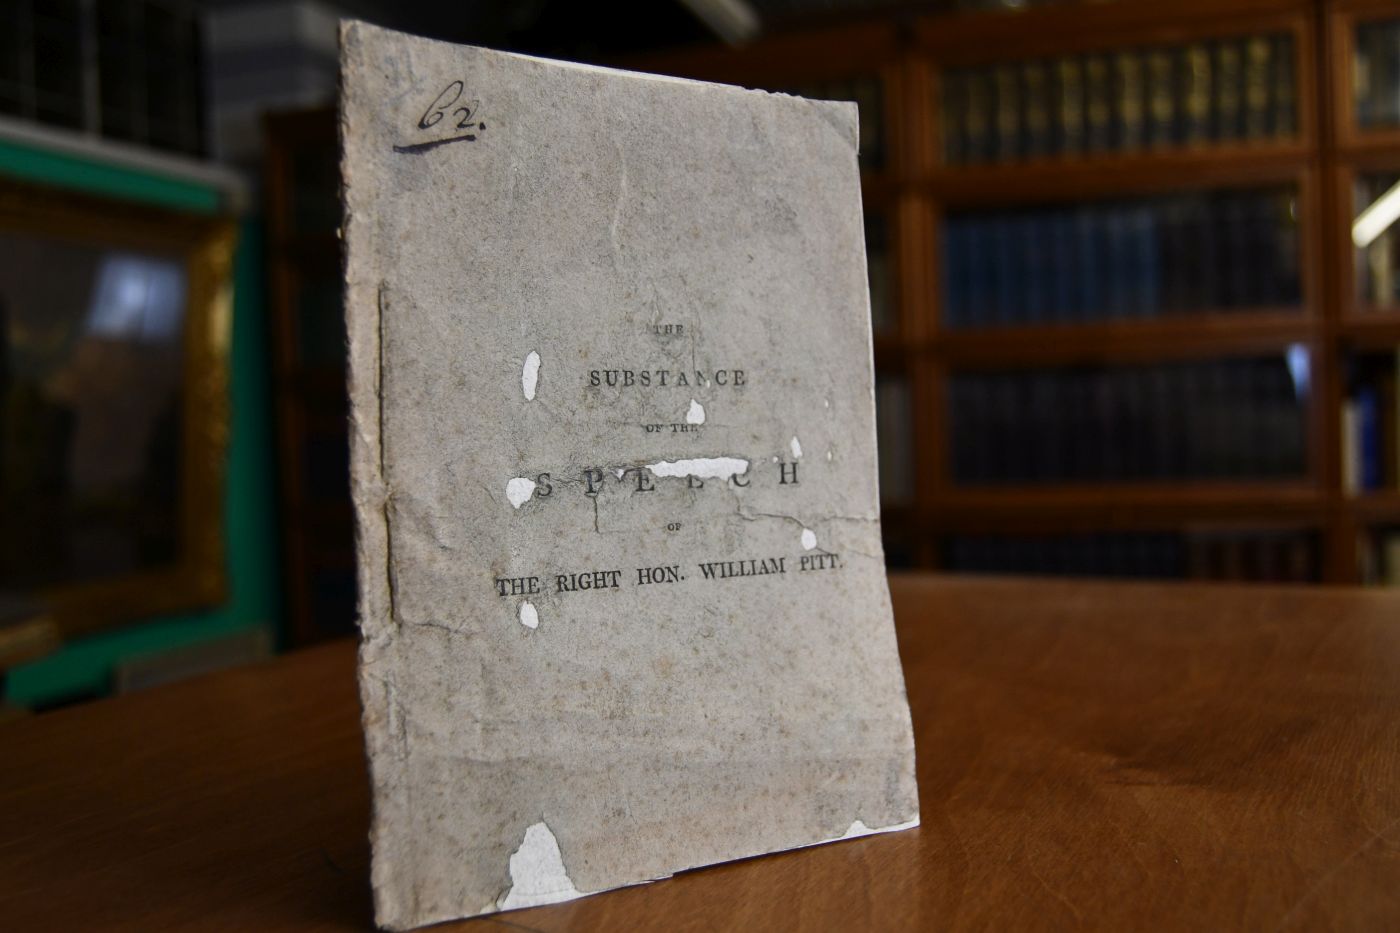 62.
THE
SUBSTANCE
OF THE
SPEECH
OF
THE RIGHT HON. WILLIAM PITT.